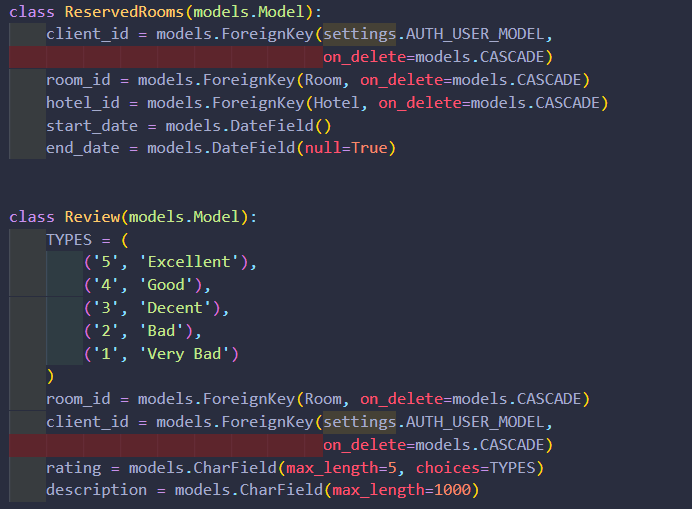 class ReservedRooms(models.Model):
    client_id = models.ForeignKey(settings.AUTH_USER_MODEL,
                                  on_delete=models.CASCADE)
    room_id = models.ForeignKey(Room, on_delete=models.CASCADE)
    hotel_id = models.ForeignKey(Hotel, on_delete=models.CASCADE)
    start_date = models.DateField()
    end_date = models.DateField(null=True)
class Review(models.Model):
    TYPES = (
        ('5', 'Excellent'),
        ('4', 'Good'),
        ('3', 'Decent'),
        ('2', 'Bad'),
        ('1', 'Very Bad')
    )
    room_id = models.ForeignKey(Room, on_delete=models.CASCADE)
    client_id = models.ForeignKey(settings.AUTH_USER_MODEL,
                                  on_delete=models.CASCADE)
    rating = models.CharField(max_length=5, choices=TYPES)
    description = models.CharField(max_length=1000)